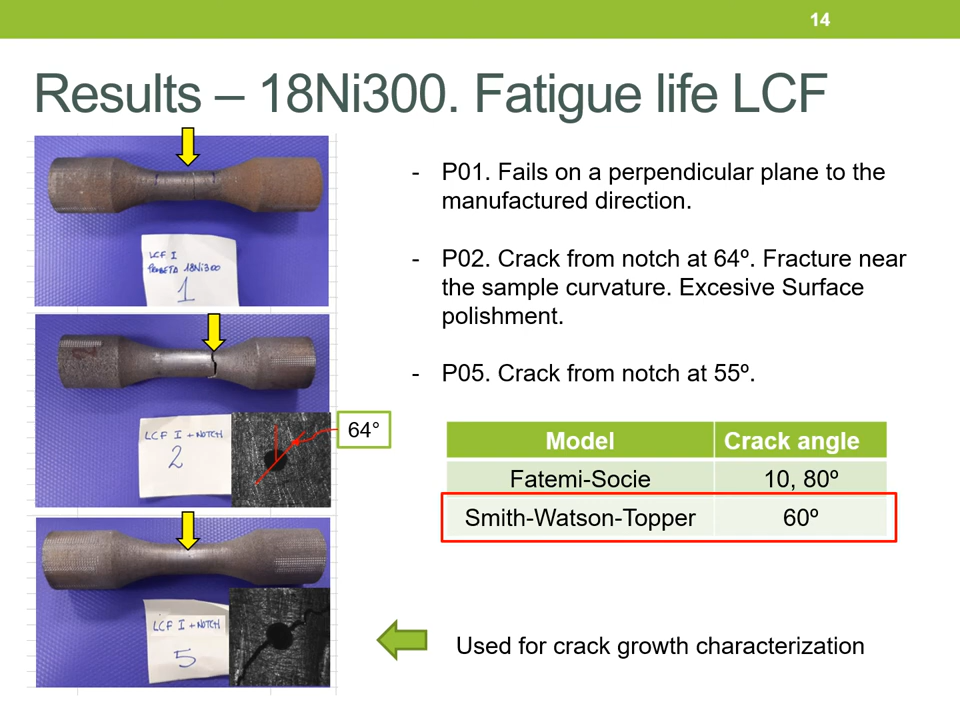 14
Results – 18Ni300. Fatigue life LCF
- P01. Fails on a perpendicular plane to the
manufactured direction.
- P02. Crack from notch at 64º. Fracture near
the sample curvature. Excesive Surface
polishment.
- P05. Crack from notch at 55º.
LCF I
PROBETA 18Ni300
1
2
LCF I + NOTCH
2
64°
LCF I + NOTCH
5
Model Crack angle
Fatemi-Socie 10, 80º
Smith-Watson-Topper 60º
Used for crack growth characterization